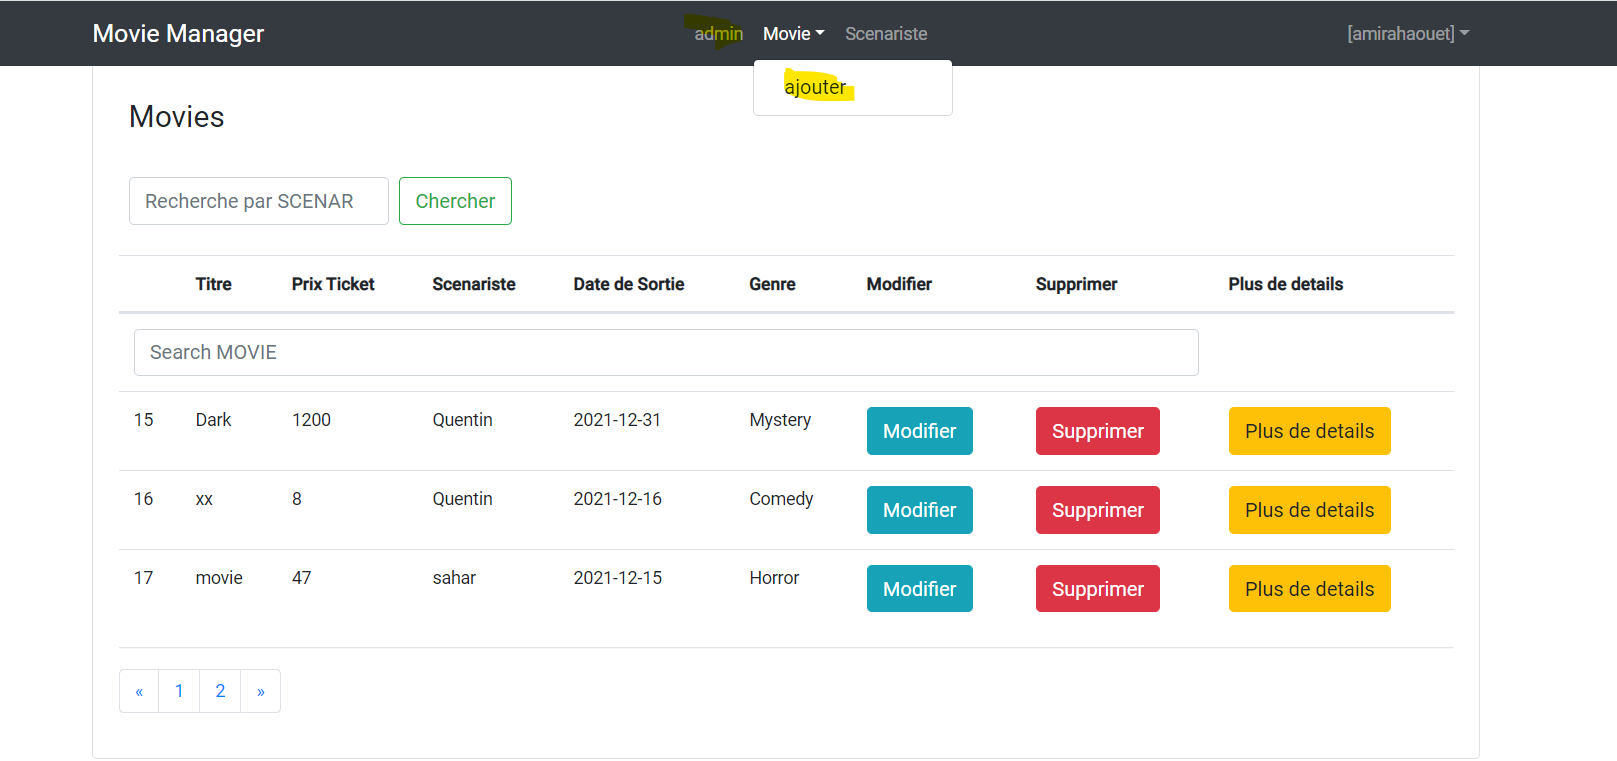 Movie Manager admin Movie Scenariste [amirahaouet]
ajouter
Movies
Recherche par SCENAR Chercher
Titre Prix Ticket Scenariste Date de Sortie Genre Modifier Supprimer Plus de details
Search MOVIE
15 Dark 1200 Quentin 2021-12-31 Mystery Modifier Supprimer Plus de details
16 xx 8 Quentin 2021-12-16 Comedy Modifier Supprimer Plus de details
17 movie 47 sahar 2021-12-15 Horror Modifier Supprimer Plus de details
« 1 2 »